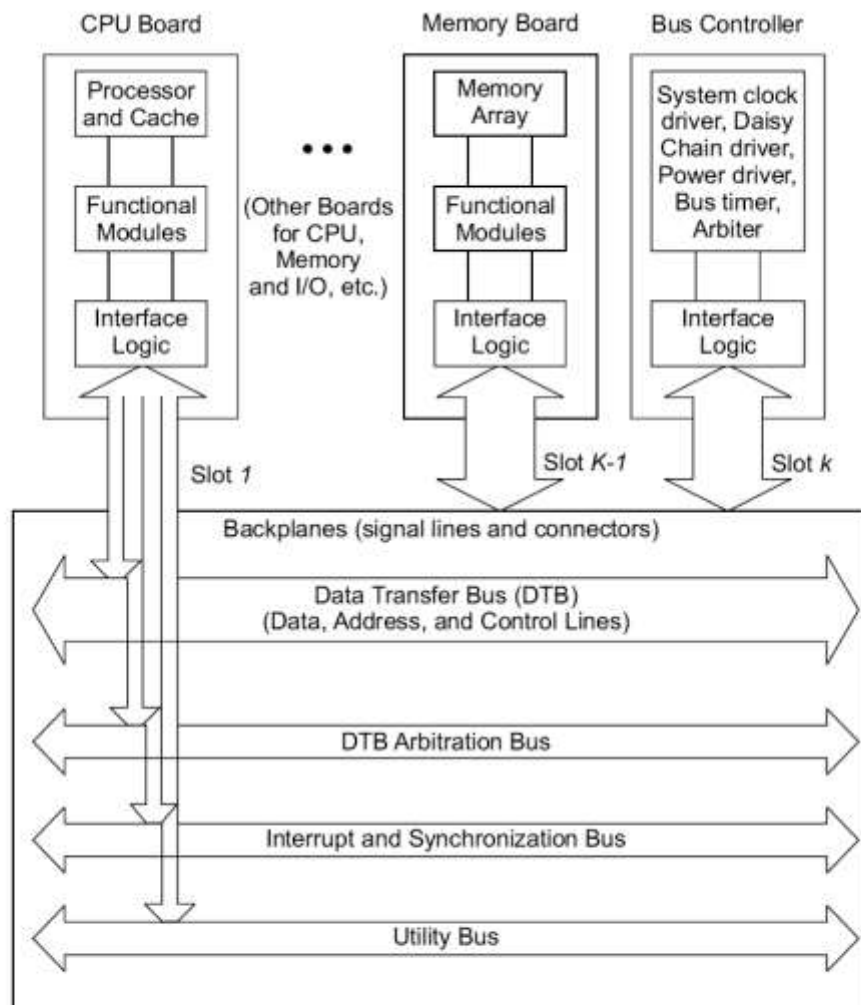 CPU Board
Processor
and Cache
Functional
Modules
Interface
Logic
Slot 1
•••
(Other Boards
for CPU,
Memory
and I/O, etc.)
Memory Board
Memory
Array
Functional
Modules
Interface
Logic
Slot K-1
Bus Controller
System clock
driver, Daisy
Chain driver,
Power driver,
Bus timer,
Arbiter
Interface
Logic
Slot k
Backplanes (signal lines and connectors)
Data Transfer Bus (DTB)
(Data, Address, and Control Lines)
DTB Arbitration Bus
Interrupt and Synchronization Bus
Utility Bus